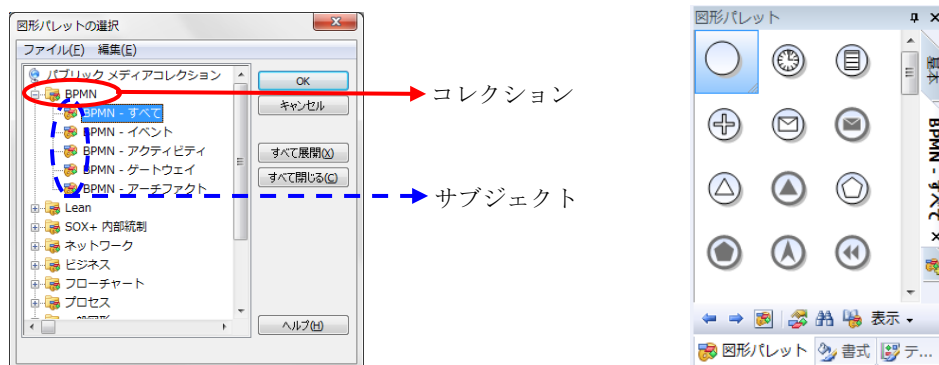 図形パレットの選択
ファイル(F) 編集(E)
パブリック メディアコレクション
BPMN
BPMN - すべて
BPMN - イベント
BPMN - アクティビティ
BPMN - ゲートウェイ
BPMN - アーチファクト
Lean
SOX+ 内部統制
ネットワーク
ビジネス
フローチャート
プロセス
OK
キャンセル
すべて展開(X)
すべて閉じる(C)
ヘルプ(H)
コレクション
サブジェクト
図形パレット
基本
BPMN - すべて
表示
図形パレット 書式 テ...